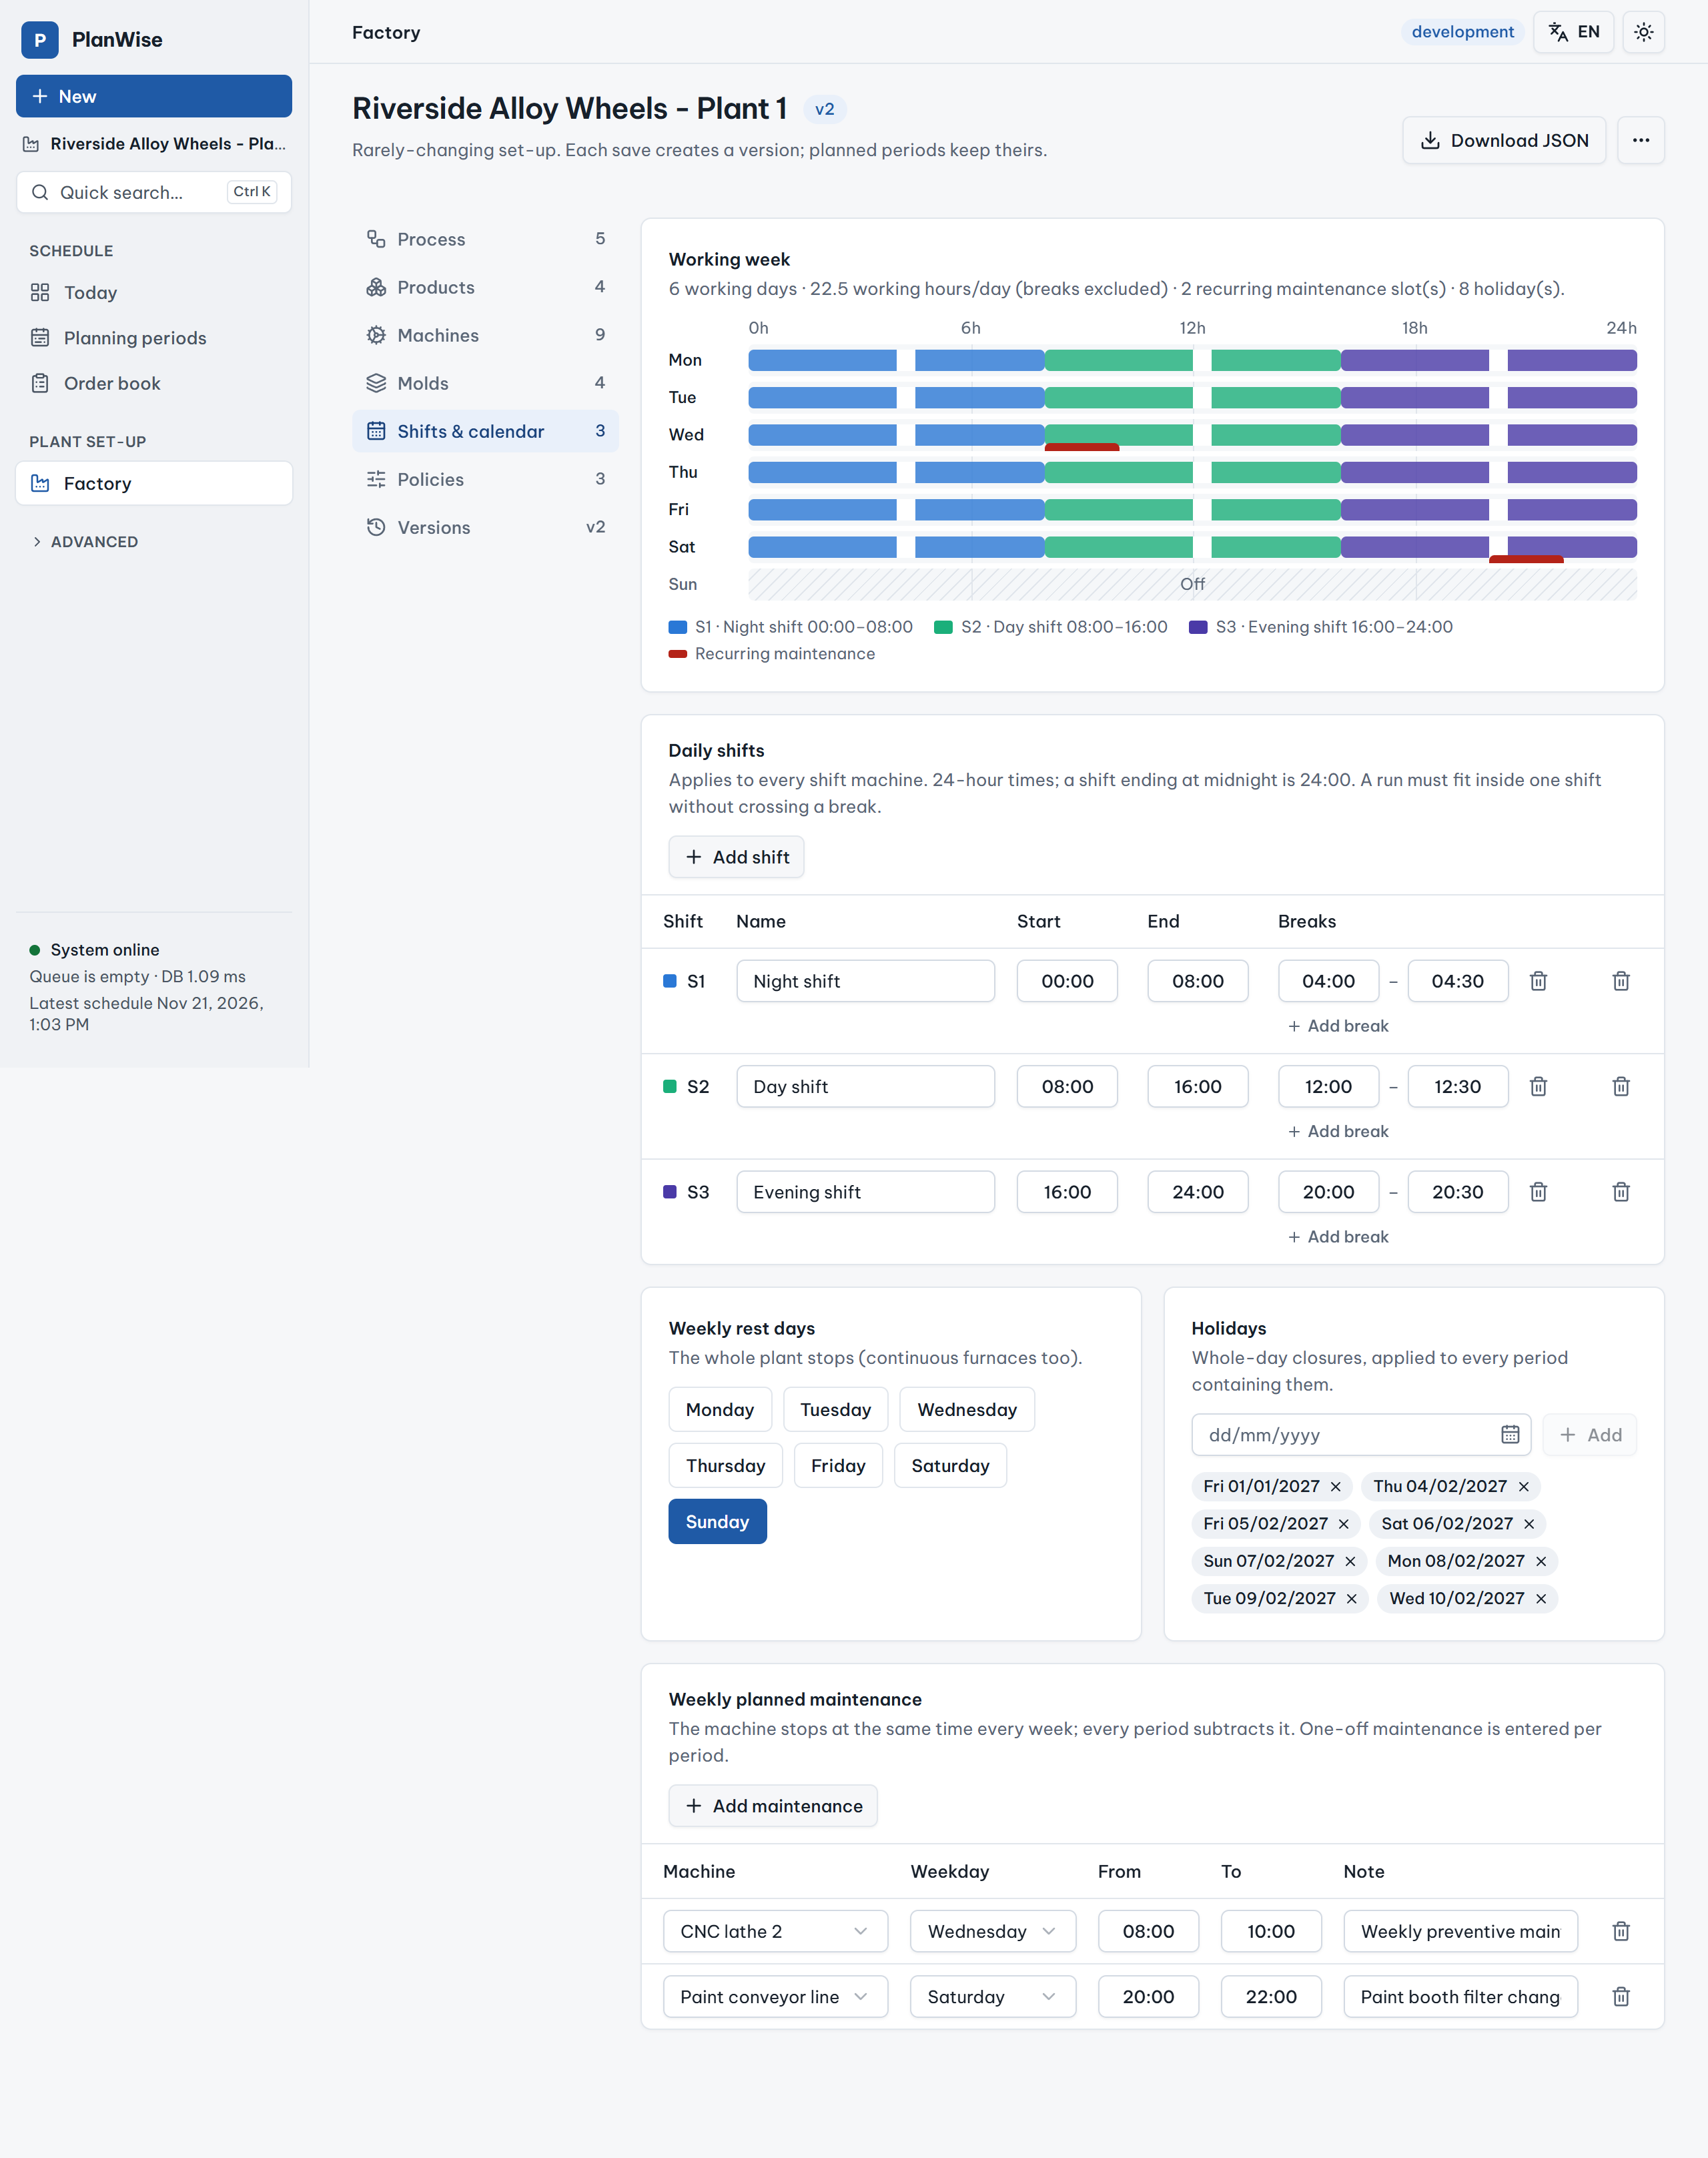 P PlanWise
New
Riverside Alloy Wheels - Pla...
Quick search... Ctrl K
SCHEDULE
Today
Planning periods
Order book
PLANT SET-UP
Factory
ADVANCED
System online
Queue is empty · DB 1.09 ms
Latest schedule Nov 21, 2026,
1:03 PM
Factory
development
EN
Riverside Alloy Wheels - Plant 1 v2
Rarely-changing set-up. Each save creates a version; planned periods keep theirs.
Download JSON
Process 5
Products 4
Machines 9
Molds 4
Shifts & calendar 3
Policies 3
Versions v2
Working week
6 working days · 22.5 working hours/day (breaks excluded) · 2 recurring maintenance slot(s) · 8 holiday(s).
0h 6h 12h 18h 24h
Mon
Tue
Wed
Thu
Fri
Sat
Sun Off
S1 · Night shift 00:00–08:00 S2 · Day shift 08:00–16:00 S3 · Evening shift 16:00–24:00
Recurring maintenance
Daily shifts
Applies to every shift machine. 24-hour times; a shift ending at midnight is 24:00. A run must fit inside one shift
without crossing a break.
Add shift
Shift Name Start End Breaks
S1 Night shift 00:00 08:00 04:00 – 04:30
+ Add break
S2 Day shift 08:00 16:00 12:00 – 12:30
+ Add break
S3 Evening shift 16:00 24:00 20:00 – 20:30
+ Add break
Weekly rest days
The whole plant stops (continuous furnaces too).
Monday Tuesday Wednesday
Thursday Friday Saturday
Sunday
Holidays
Whole-day closures, applied to every period
containing them.
dd/mm/yyyy + Add
Fri 01/01/2027 × Thu 04/02/2027 ×
Fri 05/02/2027 × Sat 06/02/2027 ×
Sun 07/02/2027 × Mon 08/02/2027 ×
Tue 09/02/2027 × Wed 10/02/2027 ×
Weekly planned maintenance
The machine stops at the same time every week; every period subtracts it. One-off maintenance is entered per
period.
Add maintenance
Machine Weekday From To Note
CNC lathe 2 Wednesday 08:00 10:00 Weekly preventive main
Paint conveyor line Saturday 20:00 22:00 Paint booth filter chang